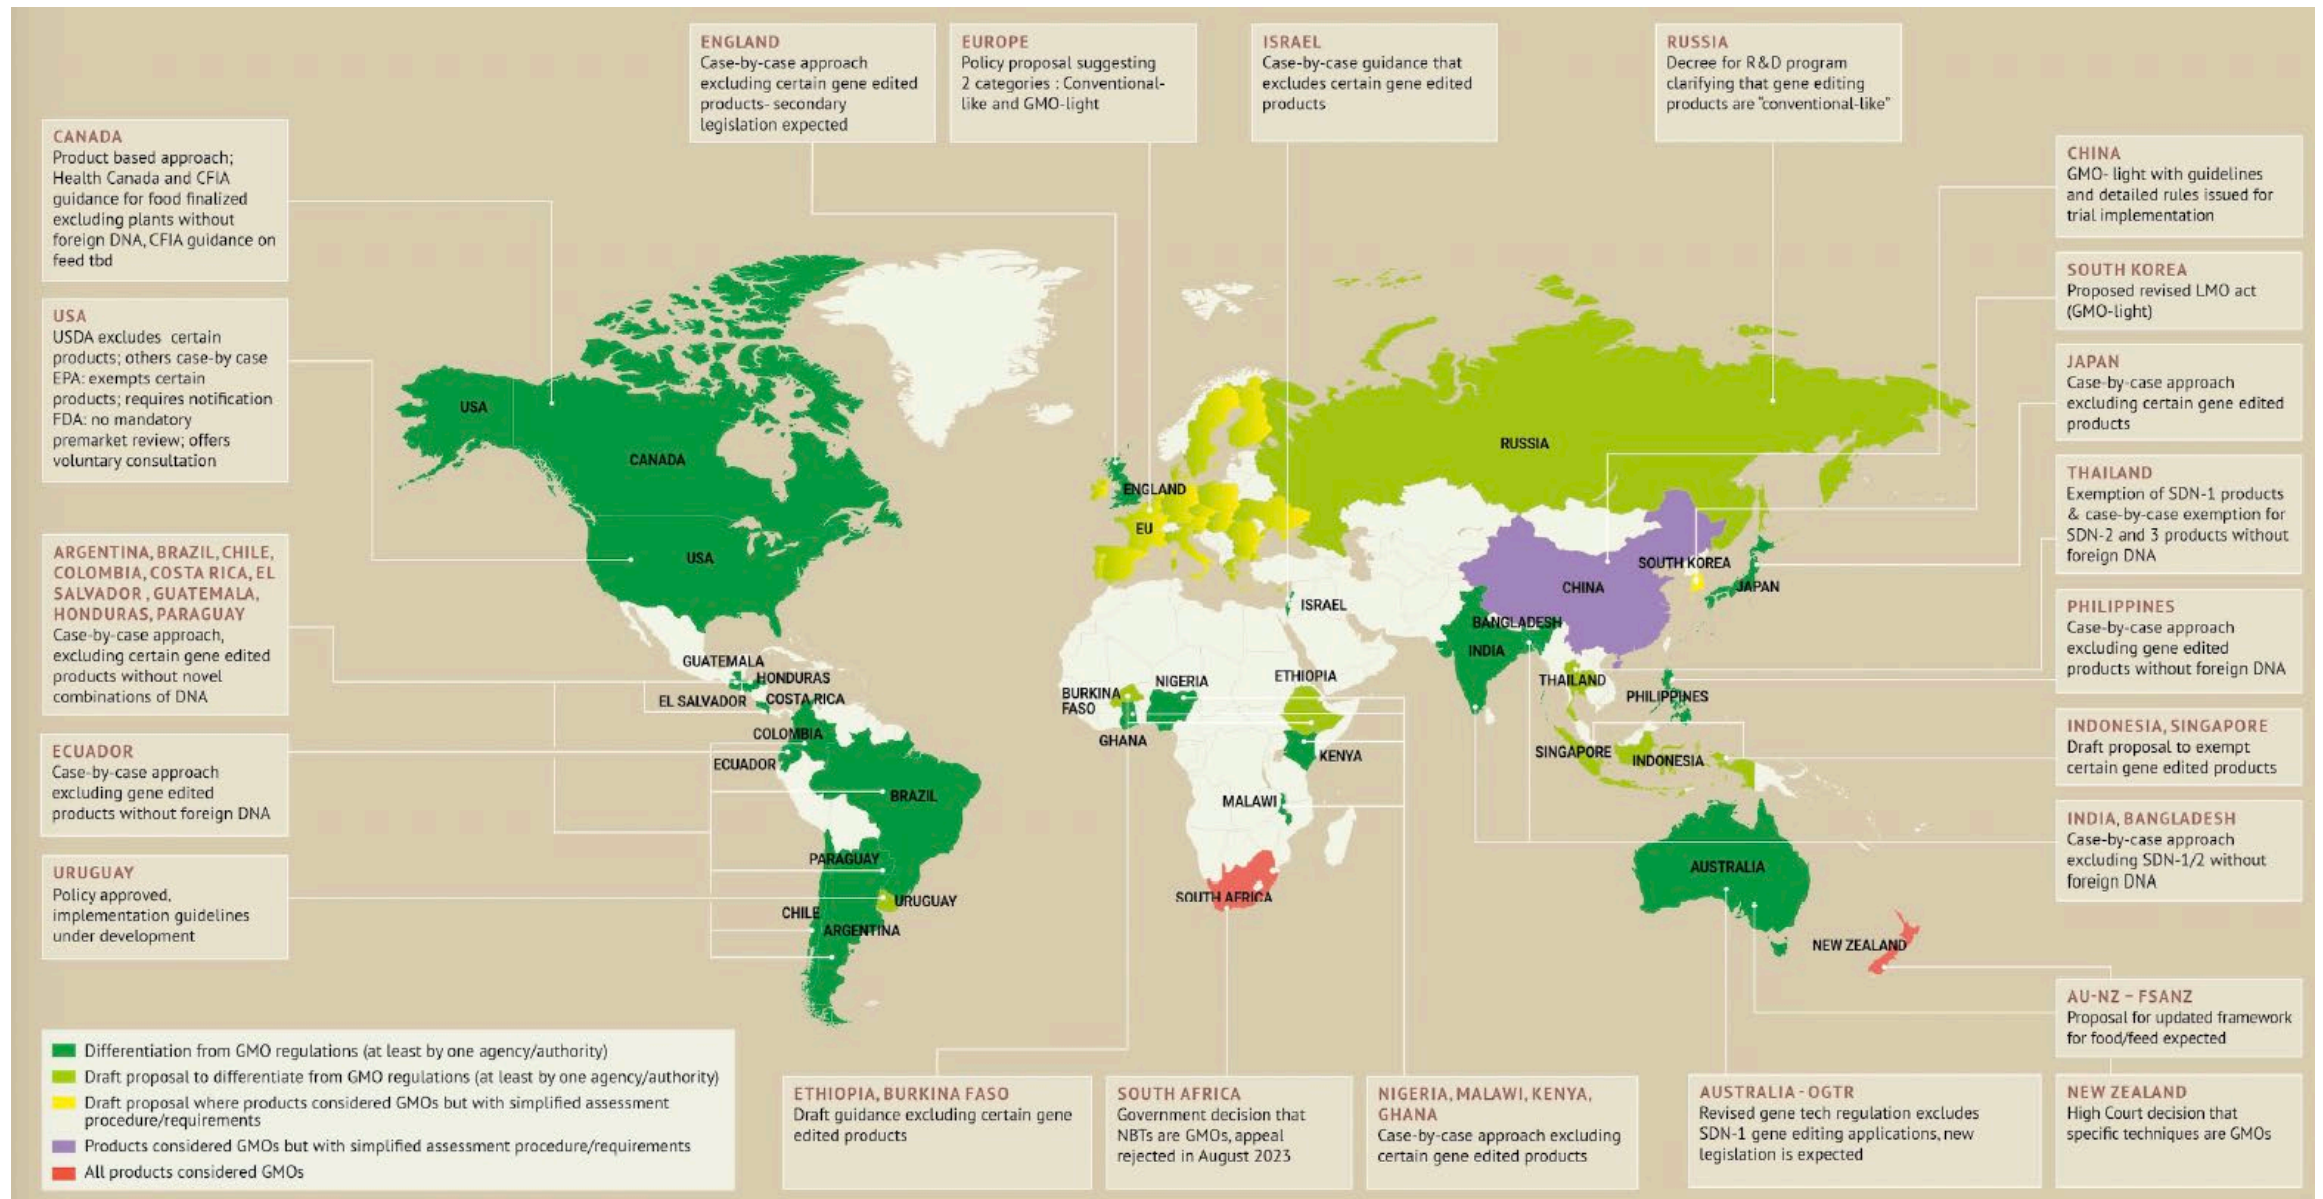 ENGLAND
Case-by-case approach
excluding certain gene edited
products- secondary
legislation expected
EUROPE
Policy proposal suggesting
2 categories : Conventional-
like and GMO-light
ISRAEL
Case-by-case guidance that
excludes certain gene edited
products
RUSSIA
Decree for R&D program
clarifying that gene editing
products are "conventional-like"
CANADA
Product based approach;
Health Canada and CFIA
guidance for food finalized
excluding plants without
foreign DNA, CFIA guidance on
feed tbd
USA
USDA excludes certain
products; others case-by case
EPA: exempts certain
products; requires notification
FDA: no mandatory
premarket review; offers
voluntary consultation
ARGENTINA, BRAZIL, CHILE,
COLOMBIA, COSTA RICA, EL
SALVADOR , GUATEMALA,
HONDURAS, PARAGUAY
Case-by-case approach,
excluding certain gene edited
products without novel
combinations of DNA
ECUADOR
Case-by-case approach
excluding gene edited
products without foreign DNA
URUGUAY
Policy approved,
implementation guidelines
under development
CHINA
GMO- light with guidelines
and detailed rules issued for
trial implementation
SOUTH KOREA
Proposed revised LMO act
(GMO-light)
JAPAN
Case-by-case approach
excluding certain gene edited
products
THAILAND
Exemption of SDN-1 products
& case-by-case exemption for
SDN-2 and 3 products without
foreign DNA
PHILIPPINES
Case-by-case approach
excluding gene edited
products without foreign DNA
INDONESIA, SINGAPORE
Draft proposal to exempt
certain gene edited products
INDIA, BANGLADESH
Case-by-case approach
excluding SDN-1/2 without
foreign DNA
AU-NZ – FSANZ
Proposal for updated framework
for food/feed expected
NEW ZEALAND
High Court decision that
specific techniques are GMOs
USA
CANADA
USA
GUATEMALA
HONDURAS
EL SALVADOR
COSTA RICA
COLOMBIA
ECUADOR
BRAZIL
PARAGUAY
URUGUAY
CHILE
ARGENTINA
ENGLAND
EU
RUSSIA
ISRAEL
BURKINA
FASO
NIGERIA
ETHIOPIA
GHANA
KENYA
MALAWI
SOUTH AFRICA
SOUTH KOREA
CHINA
JAPAN
BANGLADESH
INDIA
THAILAND
PHILIPPINES
SINGAPORE
INDONESIA
AUSTRALIA
NEW ZEALAND
Differentiation from GMO regulations (at least by one agency/authority)
Draft proposal to differentiate from GMO regulations (at least by one agency/authority)
Draft proposal where products considered GMOs but with simplified assessment
procedure/requirements
Products considered GMOs but with simplified assessment procedure/requirements
All products considered GMOs
ETHIOPIA, BURKINA FASO
Draft guidance excluding certain gene
edited products
SOUTH AFRICA
Government decision that
NBTs are GMOs, appeal
rejected in August 2023
NIGERIA, MALAWI, KENYA,
GHANA
Case-by-case approach excluding
certain gene edited products
AUSTRALIA - OGTR
Revised gene tech regulation excludes
SDN-1 gene editing applications, new
legislation is expected